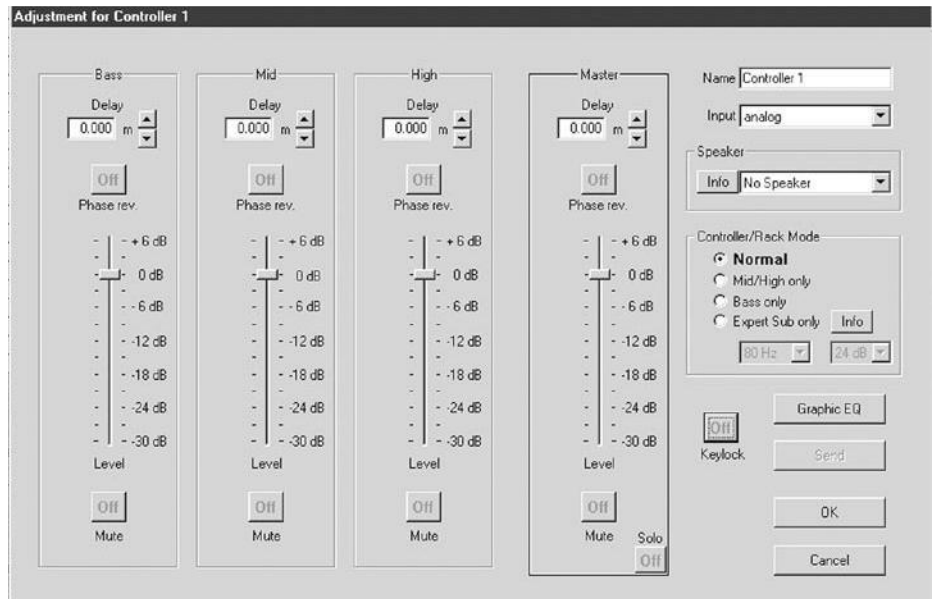 Adjustment for Controller 1
Bass
Delay
0.000 m
Off
Phase rev.
+ 6 dB
0 dB
- 6 dB
-12 dB
-18 dB
-24 dB
-30 dB
Level
Off
Mute
Mid
Delay
0.000 m
Off
Phase rev.
+ 6 dB
0 dB
- 6 dB
-12 dB
-18 dB
-24 dB
-30 dB
Level
Off
Mute
High
Delay
0.000 m
Off
Phase rev.
+ 6 dB
0 dB
- 6 dB
-12 dB
-18 dB
-24 dB
-30 dB
Level
Off
Mute
Master
Delay
0.000 m
Off
Phase rev.
+ 6 dB
0 dB
- 6 dB
-12 dB
-18 dB
-24 dB
-30 dB
Level
Off
Mute
Solo
Off
Name Controller 1
Input analog
Speaker
Info No Speaker
Controller/Rack Mode
Normal
Mid/High only
Bass only
Expert Sub only Info
80 Hz 24 dB
Off
Keylock
Graphic EQ
Send
OK
Cancel